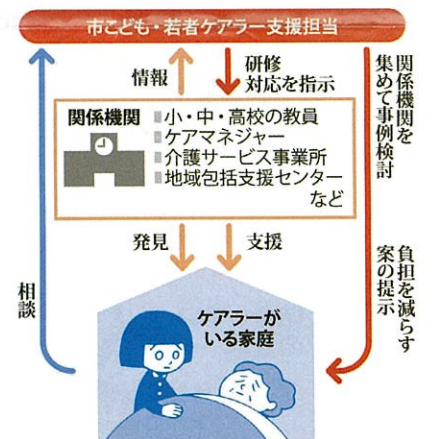 市こども・若者ケアラー支援担当
情報
研修
対応を指示
関係機関を
集めて事例検討
関係機関
小・中・高校の教員
ケアマネジャー
介護サービス事業所
地域包括支援センター
など
発見
支援
負担を減らす
案の提示
相談
ケアラーが
いる家庭